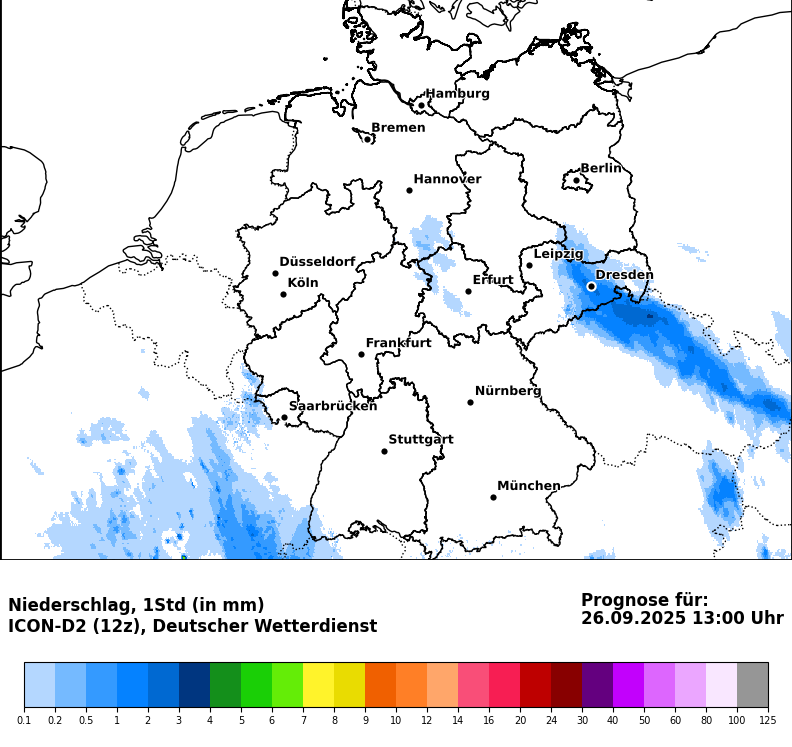 Hamburg
Bremen
Berlin
Hannover
Leipzig
Düsseldorf
Dresden
Köln
Erfurt
Frankfurt
Nürnberg
Saarbrücken
Stuttgart
München
Niederschlag, 1Std (in mm)
ICON-D2 (12z), Deutscher Wetterdienst
Prognose für:
26.09.2025 13:00 Uhr
0.1 0.2 0.5 1 2 3 4 5 6 7 8 9 10 12 14 16 20 24 30 40 50 60 80 100 125